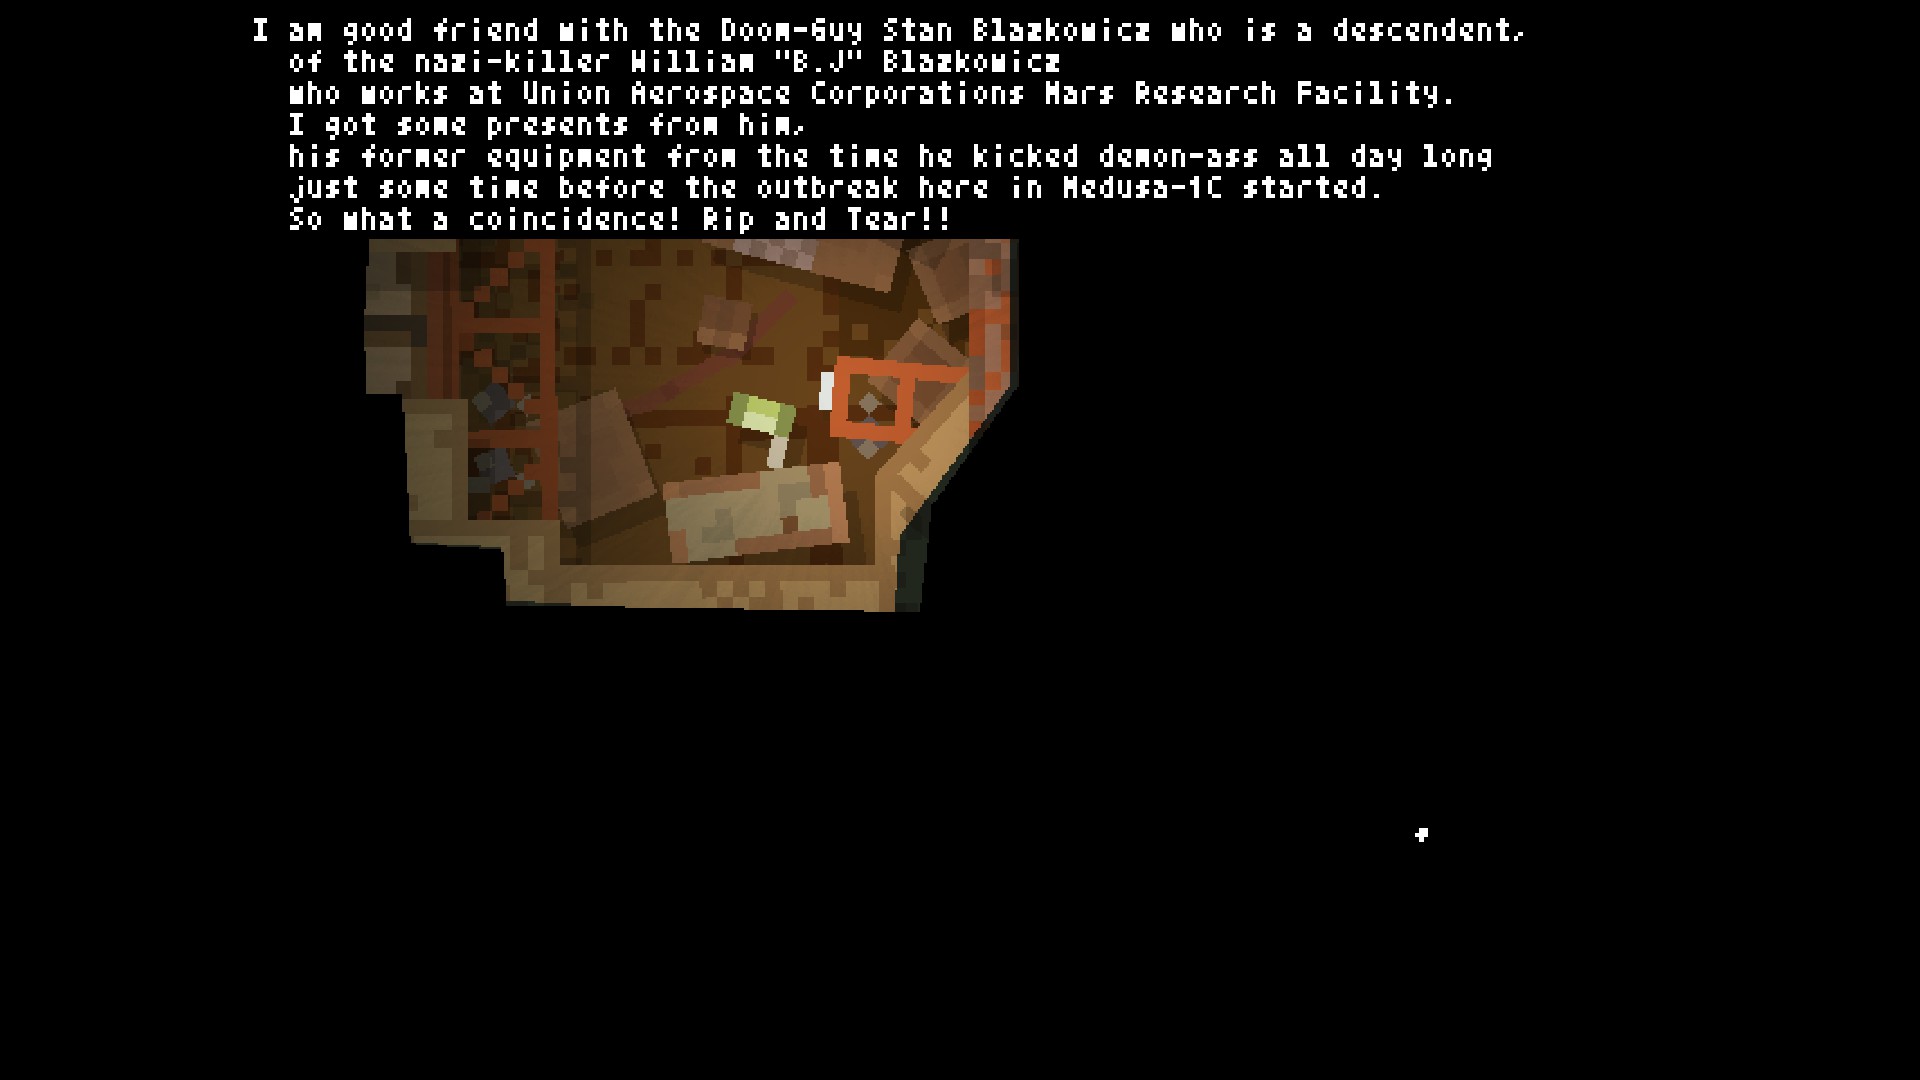 I am good friend with the Doom-Guy Stan Blazkowicz who is a descendent,
of the nazi-killer William "B.J" Blazkowicz
who works at Union Aerospace Corporations Mars Research Facility.
I got some presents from him,
his former equipment from the time he kicked demon-ass all day long
just some time before the outbreak here in Medusa-1C started.
So what a coincidence! Rip and Tear!!